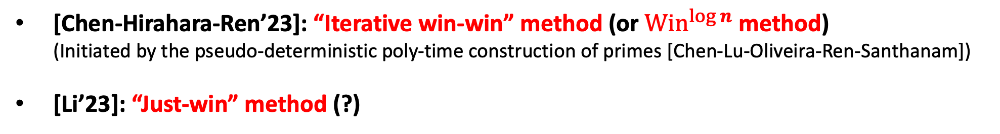 • [Chen-Hirahara-Ren’23]: “Iterative win-win” method (or Win^{log n} method)
(Initiated by the pseudo-deterministic poly-time construction of primes [Chen-Lu-Oliveira-Ren-Santhanam])
• [Li’23]: “Just-win” method (?)